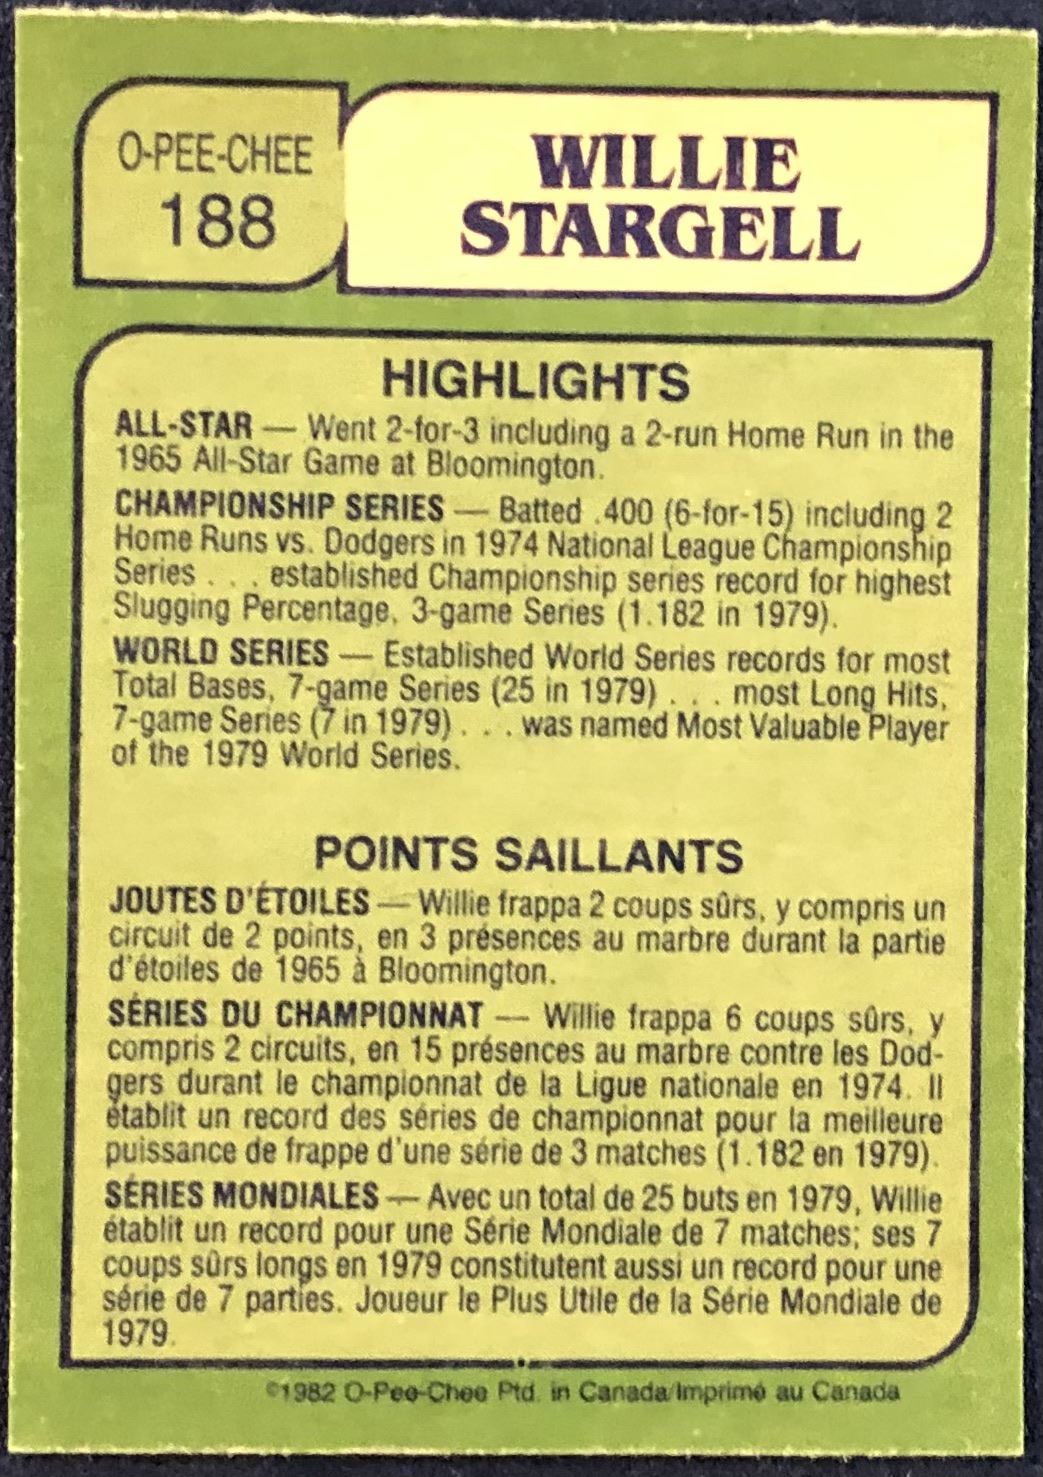 O-PEE-CHEE
188
WILLIE
STARGELL
HIGHLIGHTS
ALL-STAR — Went 2-for-3 including a 2-run Home Run in the
1965 All-Star Game at Bloomington.
CHAMPIONSHIP SERIES — Batted .400 (6-for-15) including 2
Home Runs vs. Dodgers in 1974 National League Championship
Series . . . established Championship series record for highest
Slugging Percentage, 3-game Series (1.182 in 1979).
WORLD SERIES — Established World Series records for most
Total Bases, 7-game Series (25 in 1979) . . . most Long Hits,
7-game Series (7 in 1979) . . . was named Most Valuable Player
of the 1979 World Series.
POINTS SAILLANTS
JOUTES D'ÉTOILES — Willie frappa 2 coups sûrs, y compris un
circuit de 2 points, en 3 présences au marbre durant la partie
d'étoiles de 1965 à Bloomington.
SÉRIES DU CHAMPIONNAT — Willie frappa 6 coups sûrs, y
compris 2 circuits, en 15 présences au marbre contre les Dod-
gers durant le championnat de la Ligue nationale en 1974. Il
établit un record des séries de championnat pour la meilleure
puissance de frappe d'une série de 3 matches (1.182 en 1979).
SÉRIES MONDIALES — Avec un total de 25 buts en 1979, Willie
établit un record pour une Série Mondiale de 7 matches; ses 7
coups sûrs longs en 1979 constitutent aussi un record pour une
série de 7 parties. Joueur le Plus Utile de la Série Mondiale de
1979.
©1982 O-Pee-Chee Ptd. in Canada/Imprimé au Canada